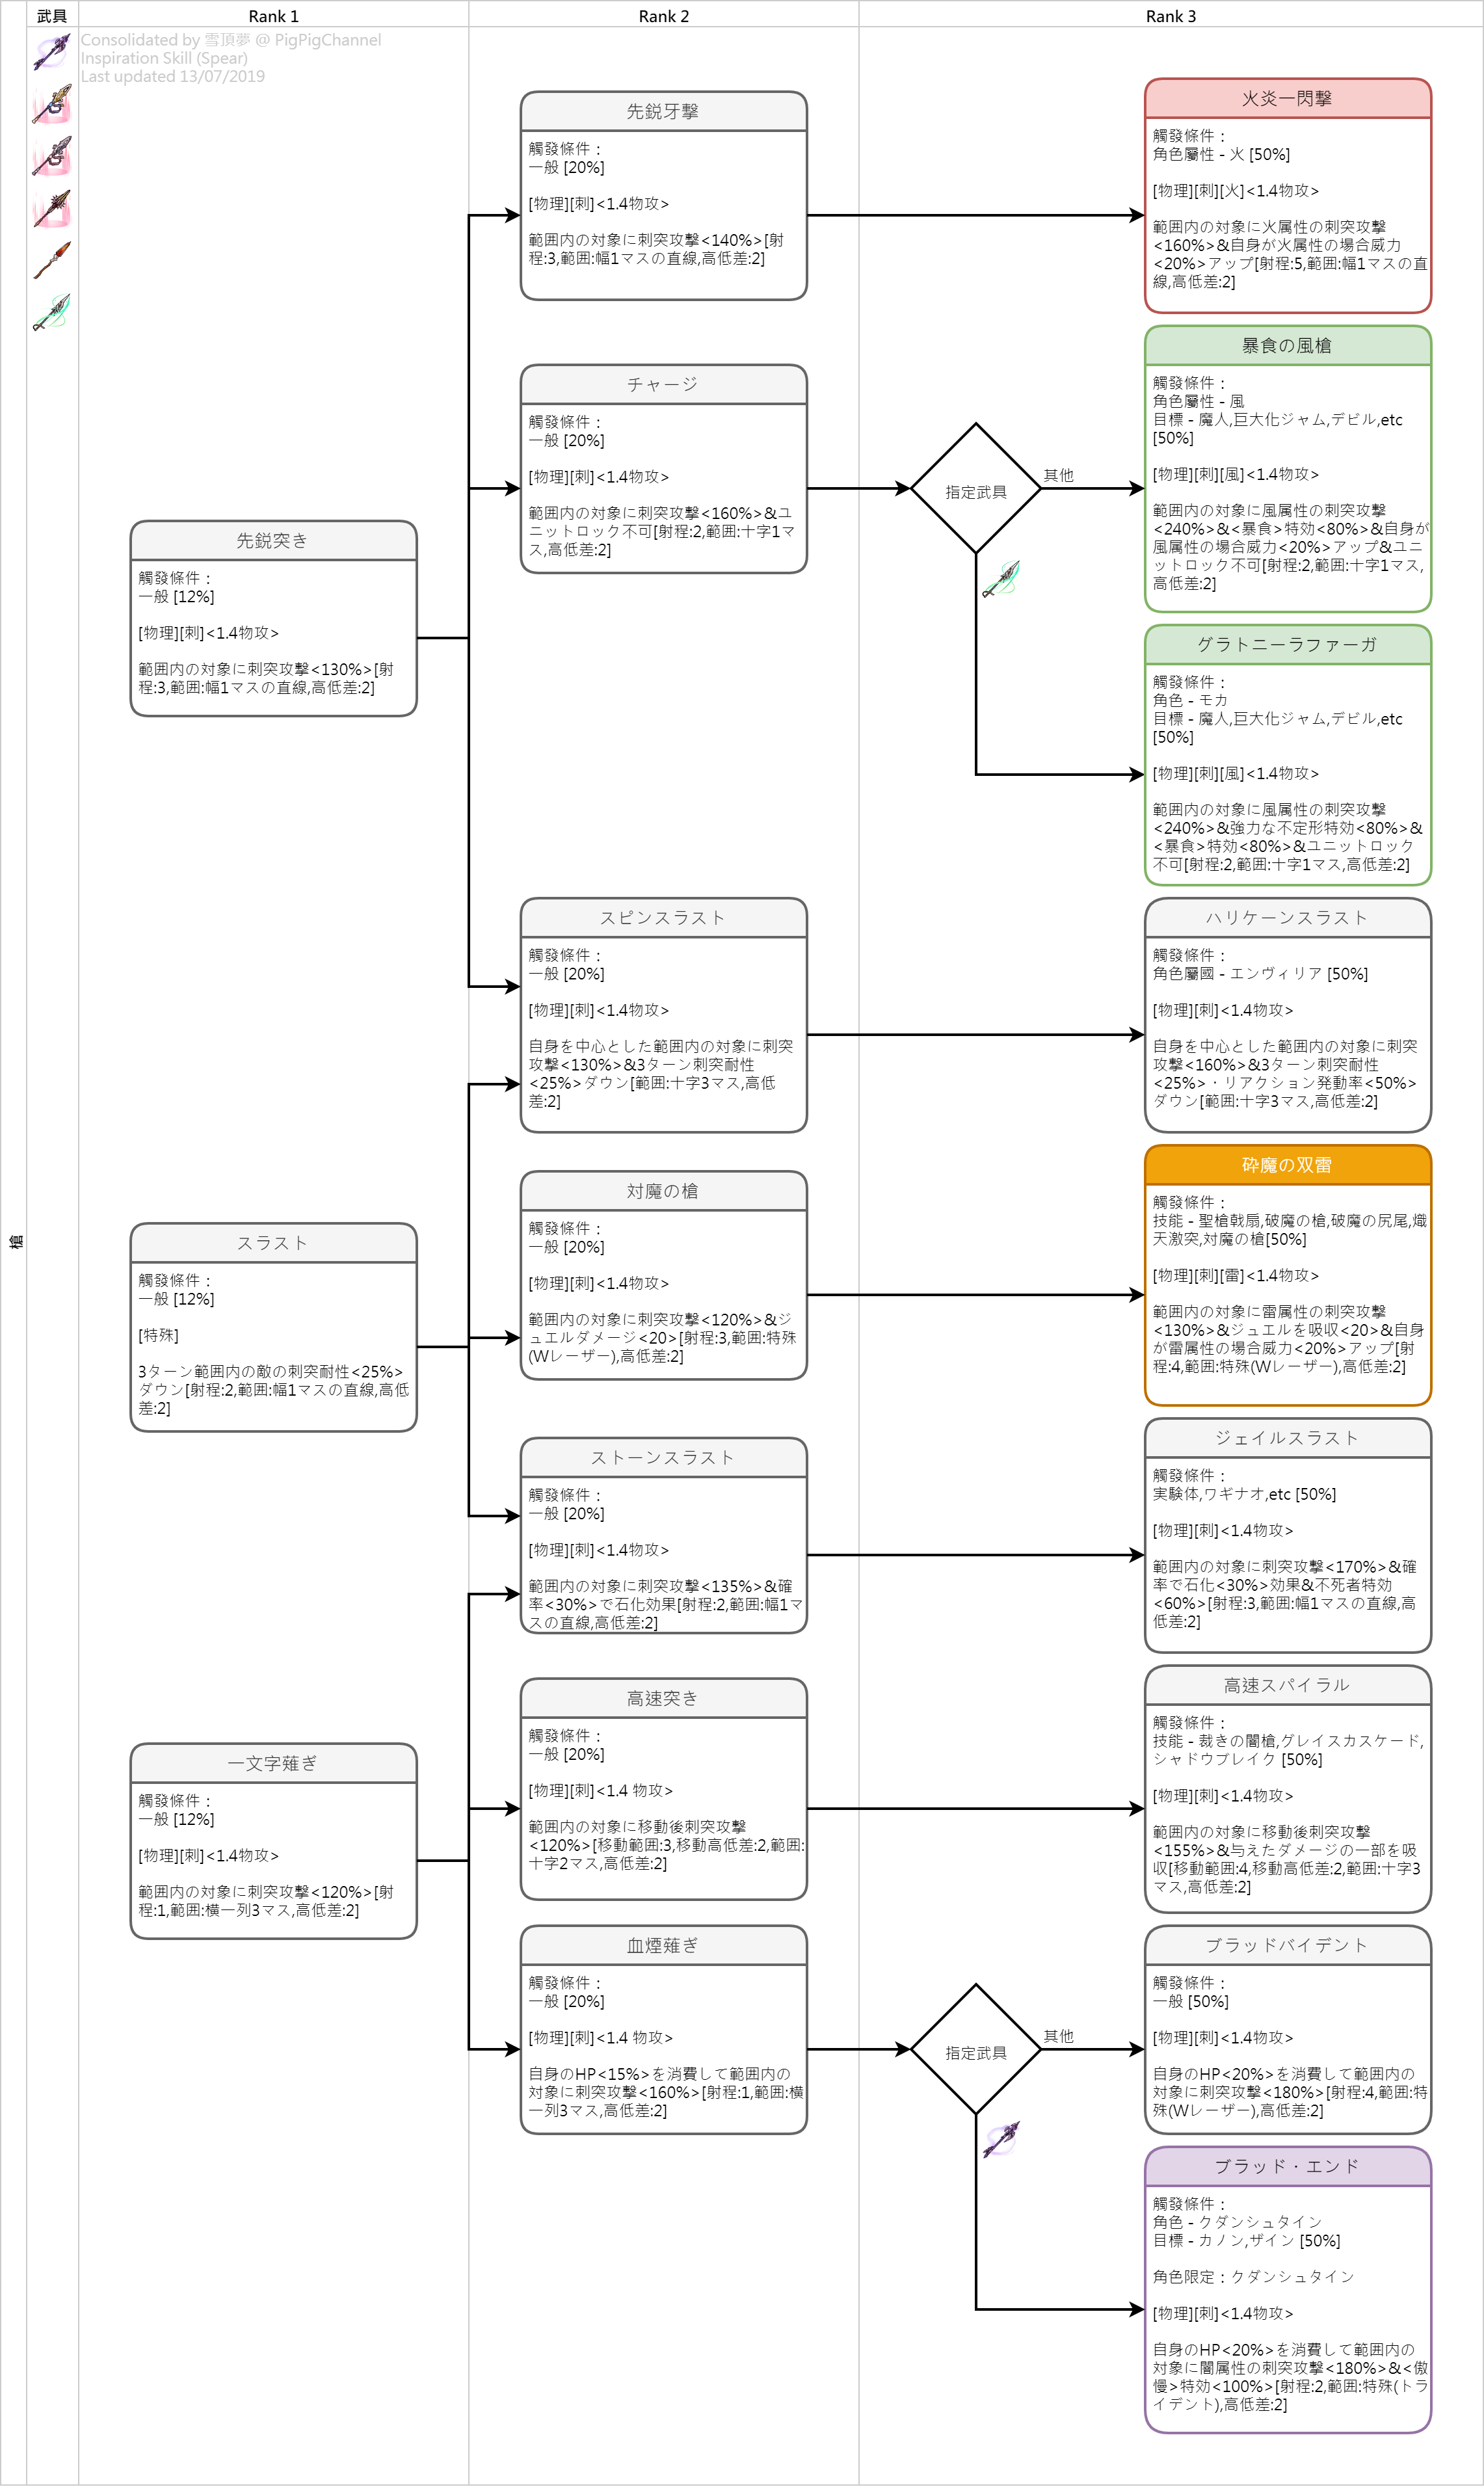 武具
Rank 1
Rank 2
Rank 3
Consolidated by 雪頂夢 @ PigPigChannel
Inspiration Skill (Spear)
Last updated 13/07/2019
槍
先鋭突き
觸發條件：
一般 [12%]
[物理][刺]<1.4物攻>
範囲内の対象に刺突攻撃<130%>[射
程:3,範囲:幅1マスの直線,高低差:2]
スラスト
觸發條件：
一般 [12%]
[特殊]
3ターン範囲内の敵の刺突耐性<25%>
ダウン[射程:2,範囲:幅1マスの直線,高低
差:2]
一文字薙ぎ
觸發條件：
一般 [12%]
[物理][刺]<1.4物攻>
範囲内の対象に刺突攻撃<120%>[射
程:1,範囲:横一列3マス,高低差:2]
先鋭牙撃
觸發條件：
一般 [20%]
[物理][刺]<1.4物攻>
範囲内の対象に刺突攻撃<140%>[射
程:3,範囲:幅1マスの直線,高低差:2]
チャージ
觸發條件：
一般 [20%]
[物理][刺]<1.4物攻>
範囲内の対象に刺突攻撃<160%>&ユ
ニットロック不可[射程:2,範囲:十字1マ
ス,高低差:2]
スピンスラスト
觸發條件：
一般 [20%]
[物理][刺]<1.4物攻>
自身を中心とした範囲内の対象に刺突
攻撃<130%>&3ターン刺突耐性
<25%>ダウン[範囲:十字3マス,高低
差:2]
対魔の槍
觸發條件：
一般 [20%]
[物理][刺]<1.4物攻>
範囲内の対象に刺突攻撃<120%>&ジ
ュエルダメージ<20>[射程:3,範囲:特殊
(Wレーザー),高低差:2]
ストーンスラスト
觸發條件：
一般 [20%]
[物理][刺]<1.4物攻>
範囲内の対象に刺突攻撃<135%>&確
率<30%>で石化効果[射程:2,範囲:幅1マ
スの直線,高低差:2]
高速突き
觸發條件：
一般 [20%]
[物理][刺]<1.4 物攻>
範囲内の対象に移動後刺突攻撃
<120%>[移動範囲:3,移動高低差:2,範囲:
十字2マス,高低差:2]
血煙薙ぎ
觸發條件：
一般 [20%]
[物理][刺]<1.4 物攻>
自身のHP<15%>を消費して範囲内の
対象に刺突攻撃<160%>[射程:1,範囲:横
一列3マス,高低差:2]
指定武具
其他
指定武具
其他
火炎一閃撃
觸發條件：
角色屬性 - 火 [50%]
[物理][刺][火]<1.4物攻>
範囲内の対象に火属性の刺突攻撃
<160%>&自身が火属性の場合威力
<20%>アップ[射程:5,範囲:幅1マスの直
線,高低差:2]
暴食の風槍
觸發條件：
角色屬性 - 風
目標 - 魔人,巨大化ジャム,デビル,etc
[50%]
[物理][刺][風]<1.4物攻>
範囲内の対象に風属性の刺突攻撃
<240%>&<暴食>特効<80%>&自身が
風属性の場合威力<20%>アップ&ユニ
ットロック不可[射程:2,範囲:十字1マス,
高低差:2]
グラトニーラファーガ
觸發條件：
角色 - モカ
目標 - 魔人,巨大化ジャム,デビル,etc
[50%]
[物理][刺][風]<1.4物攻>
範囲内の対象に風属性の刺突攻撃
<240%>&強力な不定形特効<80%>&
<暴食>特効<80%>&ユニットロック
不可[射程:2,範囲:十字1マス,高低差:2]
ハリケーンスラスト
觸發條件：
角色屬國 - エンヴィリア [50%]
[物理][刺]<1.4物攻>
自身を中心とした範囲内の対象に刺突
攻撃<160%>&3ターン刺突耐性
<25%>・リアクション発動率<50%>
ダウン[範囲:十字3マス,高低差:2]
砕魔の双雷
觸發條件：
技能 - 聖槍戟扇,破魔の槍,破魔の尻尾,熾
天激突,対魔の槍[50%]
[物理][刺][雷]<1.4物攻>
範囲内の対象に雷属性の刺突攻撃
<130%>&ジュエルを吸収<20>&自身
が雷属性の場合威力<20%>アップ[射
程:4,範囲:特殊(Wレーザー),高低差:2]
ジェイルスラスト
觸發條件：
実験体,ワギナオ,etc [50%]
[物理][刺]<1.4物攻>
範囲内の対象に刺突攻撃<170%>&確
率で石化<30%>効果&不死者特効
<60%>[射程:3,範囲:幅1マスの直線,高
低差:2]
高速スパイラル
觸發條件：
技能 - 裁きの闇槍,グレイスカスケード,
シャドウブレイク [50%]
[物理][刺]<1.4物攻>
範囲内の対象に移動後刺突攻撃
<155%>&与えたダメージの一部を吸
収[移動範囲:4,移動高低差:2,範囲:十字3
マス,高低差:2]
ブラッドバイデント
觸發條件：
一般 [50%]
[物理][刺]<1.4物攻>
自身のHP<20%>を消費して範囲内の
対象に刺突攻撃<180%>[射程:4,範囲:特
殊(Wレーザー),高低差:2]
ブラッド・エンド
觸發條件：
角色 - クダンシュタイン
目標 - カノン,ザイン [50%]
角色限定：クダンシュタイン
[物理][刺]<1.4物攻>
自身のHP<20%>を消費して範囲内の
対象に闇属性の刺突攻撃<180%>&<傲
慢>特効<100%>[射程:2,範囲:特殊(トラ
イデント),高低差:2]